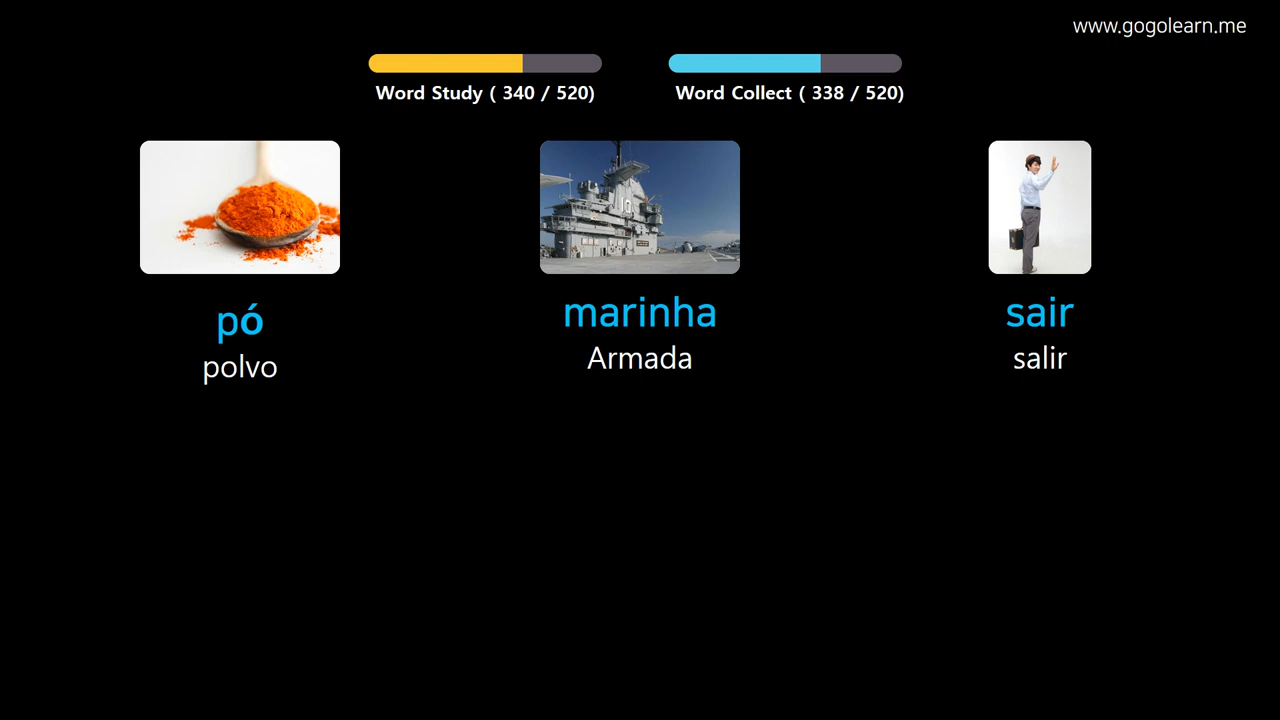 www.gogolearn.me
Word Study ( 340 / 520)
Word Collect ( 338 / 520)
pó
marinha
sair
polvo
Armada
salir